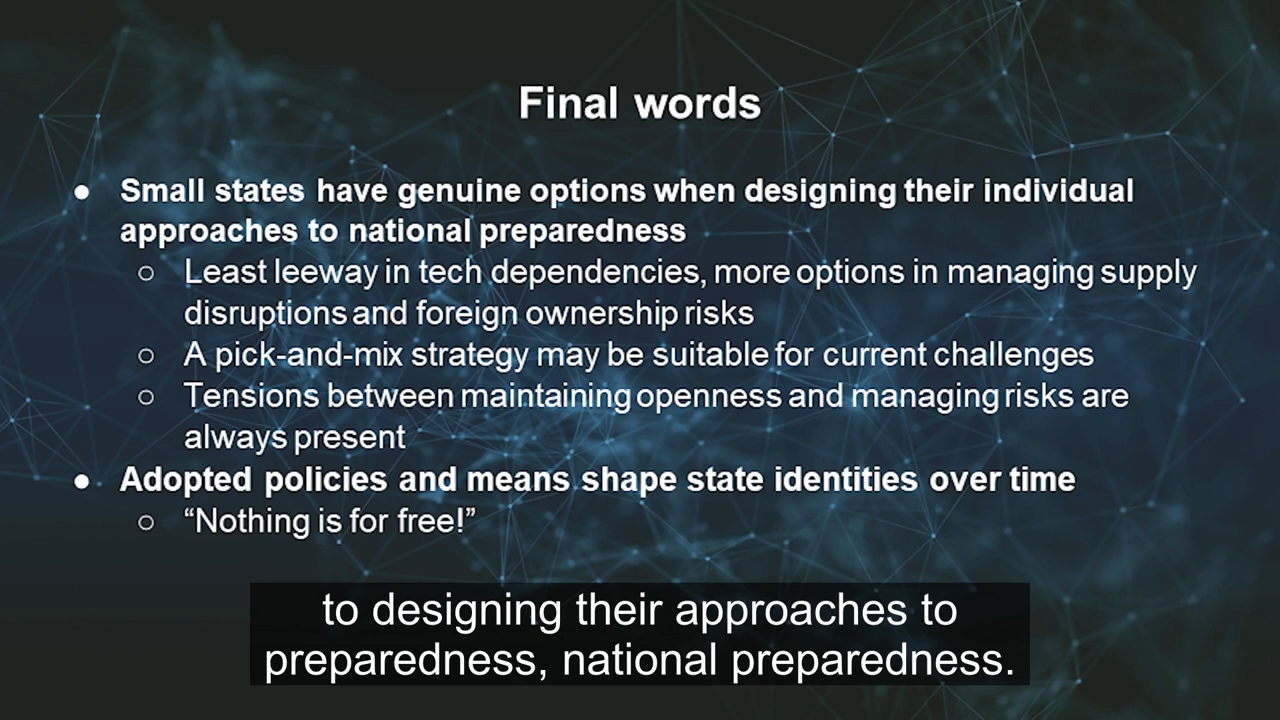 Final words
● Small states have genuine options when designing their individual
approaches to national preparedness
○ Least leeway in tech dependencies, more options in managing supply
disruptions and foreign ownership risks
○ A pick-and-mix strategy may be suitable for current challenges
○ Tensions between maintaining openness and managing risks are
always present
● Adopted policies and means shape state identities over time
○ “Nothing is for free!”
to designing their approaches to
preparedness, national preparedness.